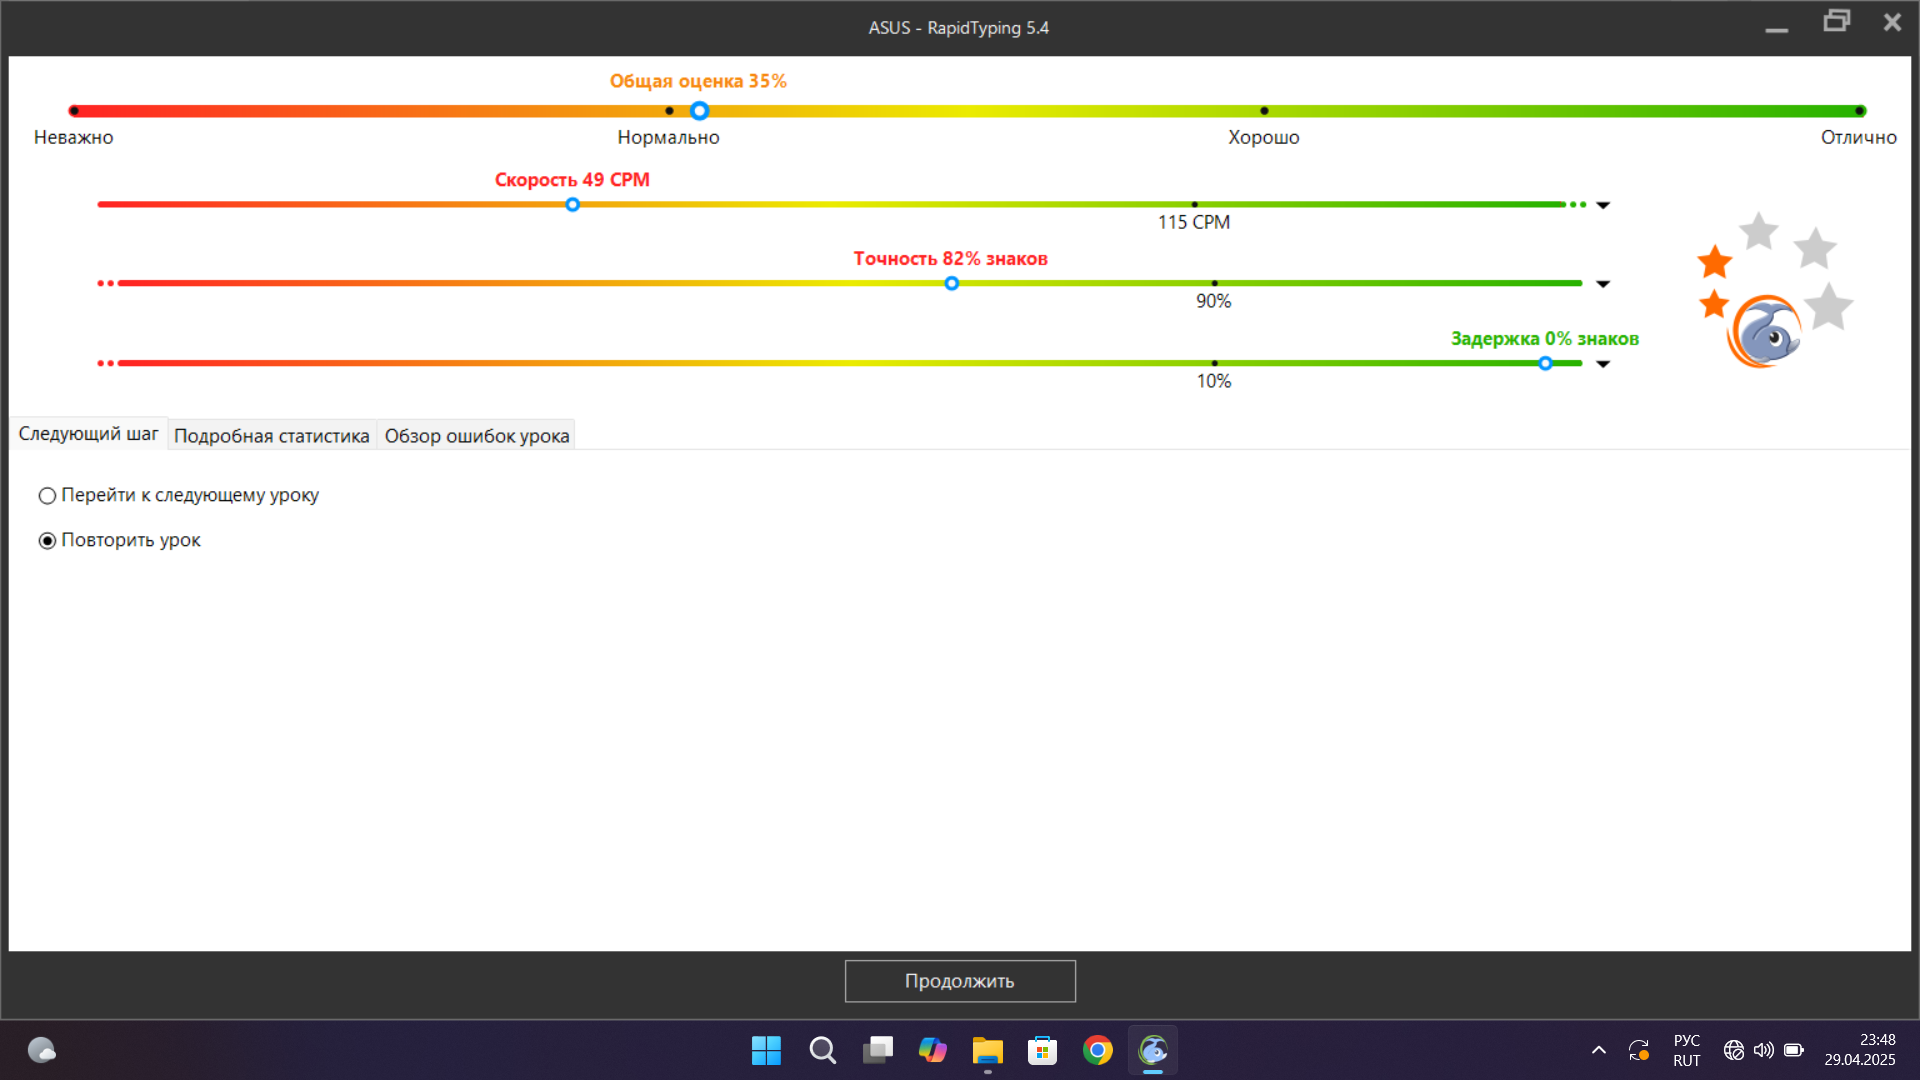 ASUS - RapidTyping 5.4
Общая оценка 35%
Неважно
Нормально
Хорошо
Отлично
Скорость 49 CPM
115 CPM
Точность 82% знаков
90%
Задержка 0% знаков
10%
Следующий шаг
Подробная статистика
Обзор ошибок урока
Перейти к следующему уроку
Повторить урок
Продолжить
РУС
RUT
23:48
29.04.2025